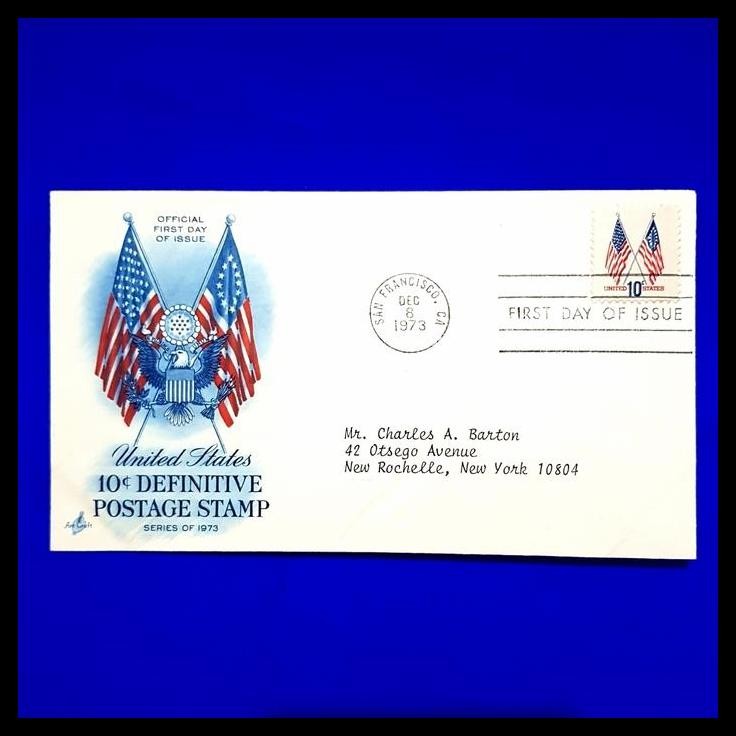 OFFICIAL
FIRST DAY
OF ISSUE
UNITED 10¢ STATES
SAN FRANCISCO, CA
DEC
8
1973
FIRST DAY OF ISSUE
Mr. Charles A. Barton
42 Otsego Avenue
New Rochelle, New York 10804
United States
10¢ DEFINITIVE
POSTAGE STAMP
SERIES OF 1973
Art Craft